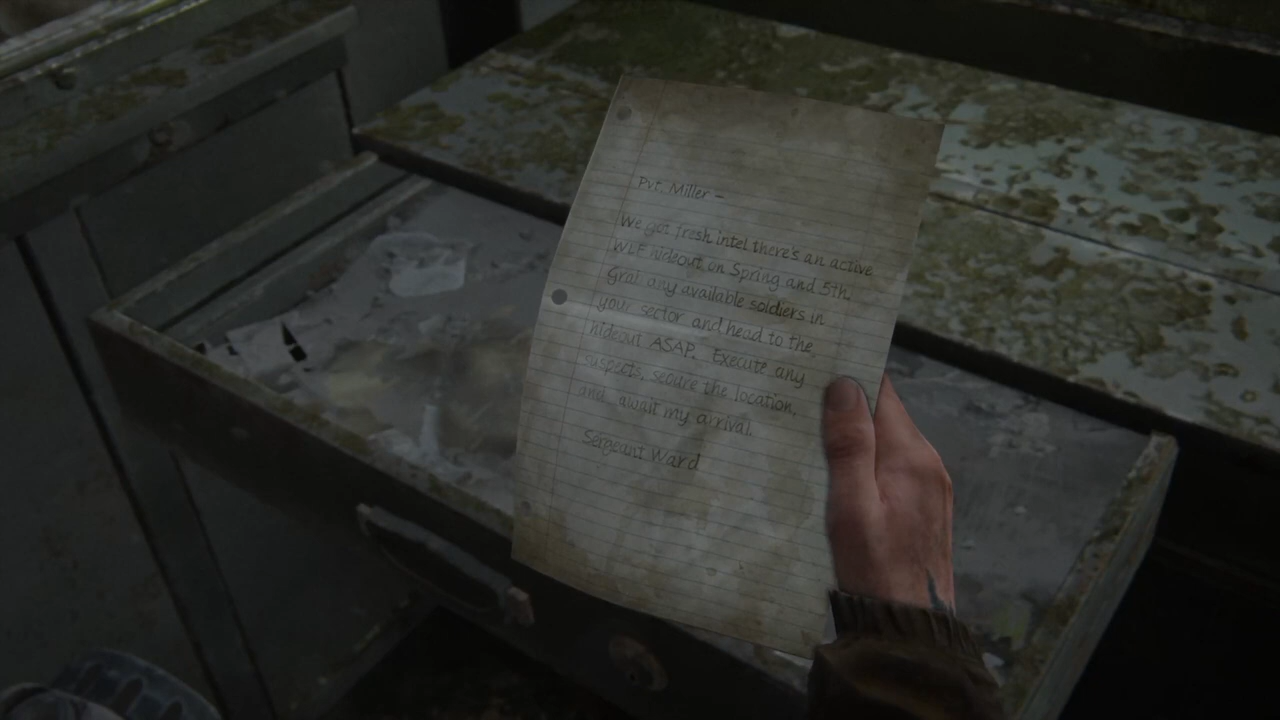 Pvt. Miller -
We got fresh intel there's an active
WLF hideout on Spring and 5th.
Grab any available soldiers in
your sector and head to the
hideout ASAP. Execute any
suspects, secure the location,
and await my arrival.
Sergeant Ward